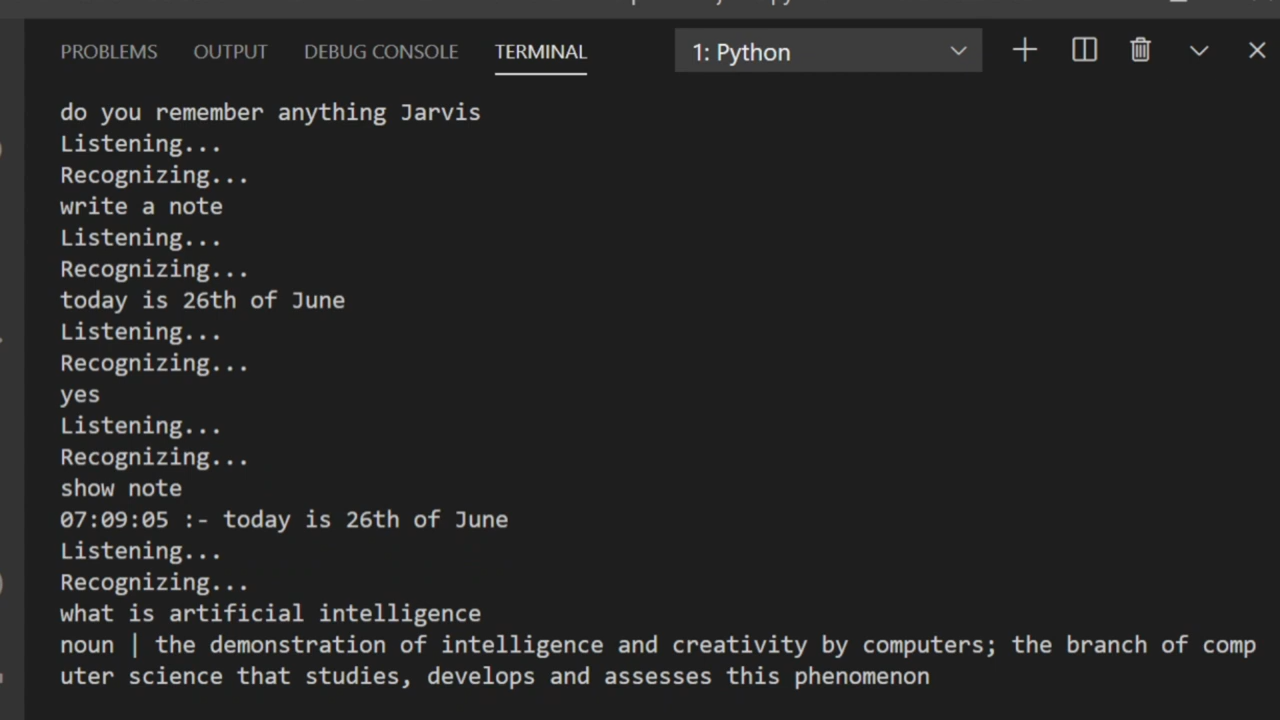 PROBLEMS OUTPUT DEBUG CONSOLE TERMINAL 1: Python
do you remember anything Jarvis
Listening...
Recognizing...
write a note
Listening...
Recognizing...
today is 26th of June
Listening...
Recognizing...
yes
Listening...
Recognizing...
show note
07:09:05 :- today is 26th of June
Listening...
Recognizing...
what is artificial intelligence
noun | the demonstration of intelligence and creativity by computers; the branch of comp
uter science that studies, develops and assesses this phenomenon